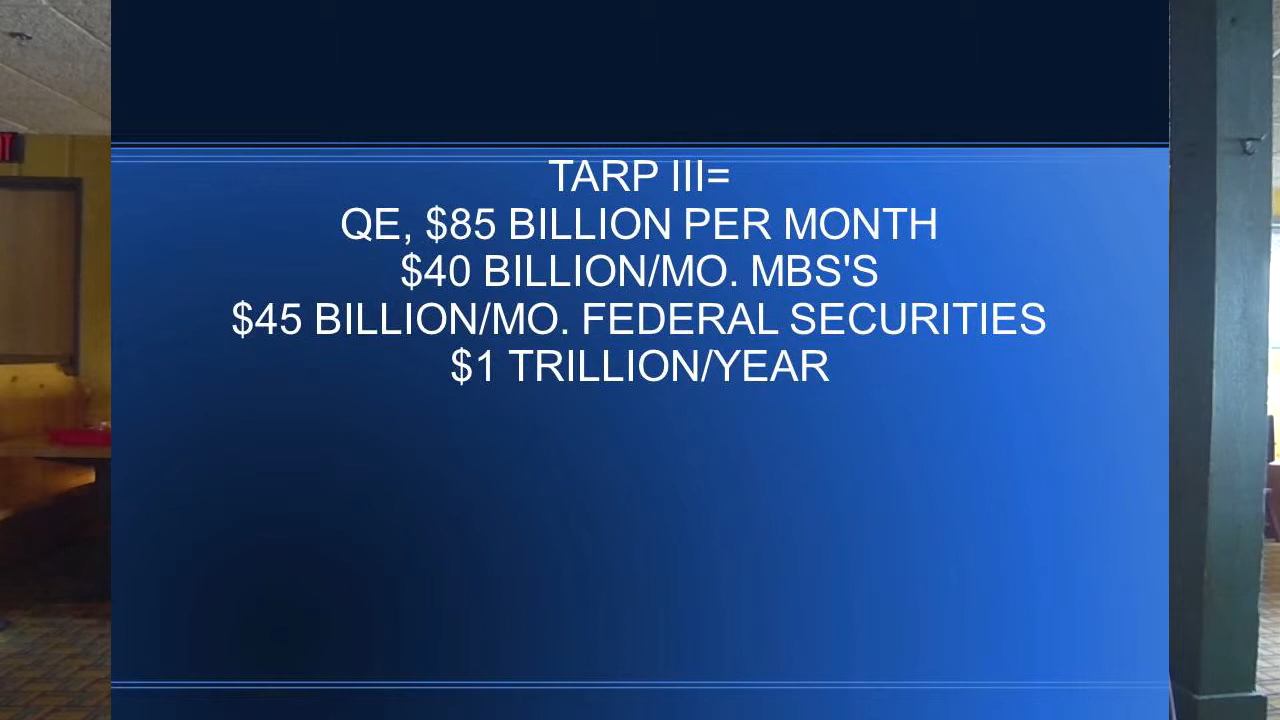 TARP III=
QE, $85 BILLION PER MONTH
$40 BILLION/MO. MBS'S
$45 BILLION/MO. FEDERAL SECURITIES
$1 TRILLION/YEAR